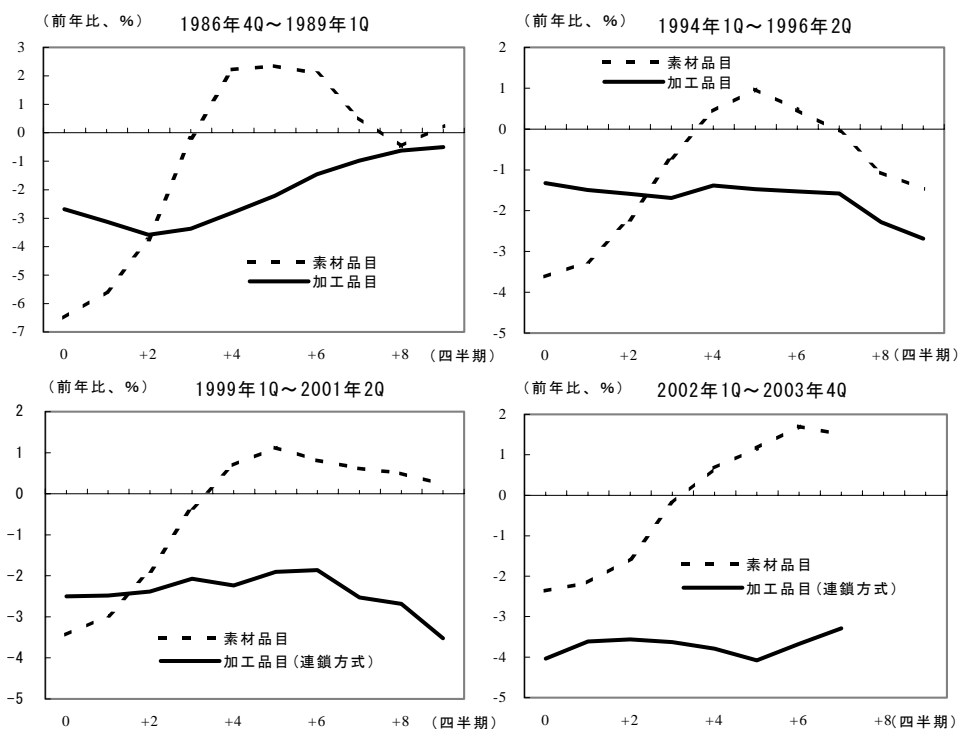 (前年比、%) 1986年4Q~1989年1Q
3
2
1
0
-1
-2
-3
-4
-5
-6
-7
素材品目
加工品目
0 +2 +4 +6 +8 (四半期)
(前年比、%) 1994年1Q~1996年2Q
2
1
0
-1
-2
-3
-4
-5
素材品目
加工品目
0 +2 +4 +6 +8 (四半期)
(前年比、%) 1999年1Q~2001年2Q
2
1
0
-1
-2
-3
-4
-5
素材品目
加工品目(連鎖方式)
0 +2 +4 +6 +8 (四半期)
(前年比、%) 2002年1Q~2003年4Q
2
1
0
-1
-2
-3
-4
-5
素材品目
加工品目(連鎖方式)
0 +2 +4 +6 +8(四半期)